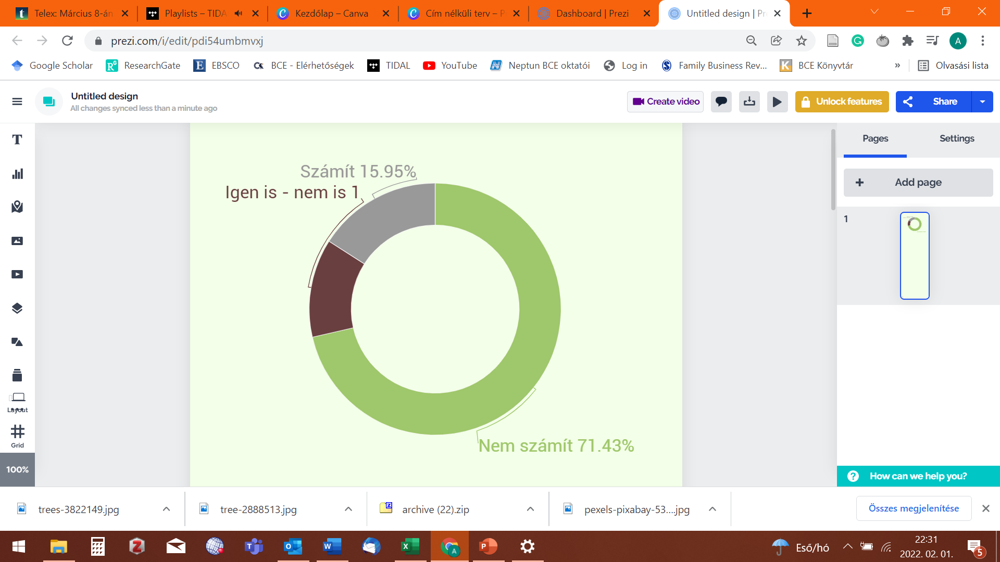 Telex: Március 8-án
Playlists – TIDA
Kezdőlap – Canva
Cím nélküli terv – P
Dashboard | Prezi
Untitled design | Pr
prezi.com/i/edit/pdi54umbmvxj
A
Google Scholar
ResearchGate
EBSCO
BCE - Elérhetőségek
TIDAL
YouTube
Neptun BCE oktatói
Log in
Family Business Rev...
BCE Könyvtár
»
Olvasási lista
Untitled design
All changes synced less than a minute ago
Create video
Unlock features
Share
Pages
Settings
Add page
1
Számít 15.95%
Igen is - nem is 1
Nem számít 71.43%
Layout
Grid
100%
How can we help you?
trees-3822149.jpg
tree-2888513.jpg
archive (22).zip
pexels-pixabay-53....jpg
Összes megjelenítése
Eső/hó
22:31
2022. 02. 01.
5